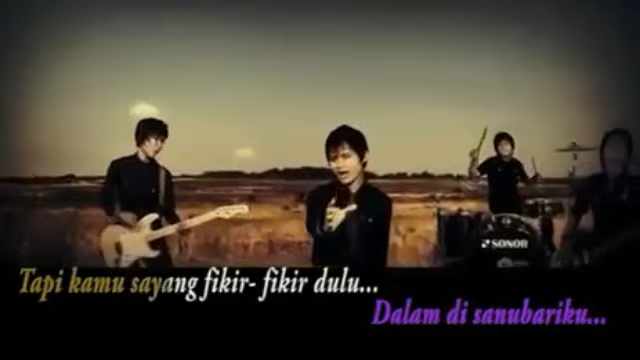 SONOR
Tapi kamu sayang fikir- fikir dulu...
Dalam di sanubariku...